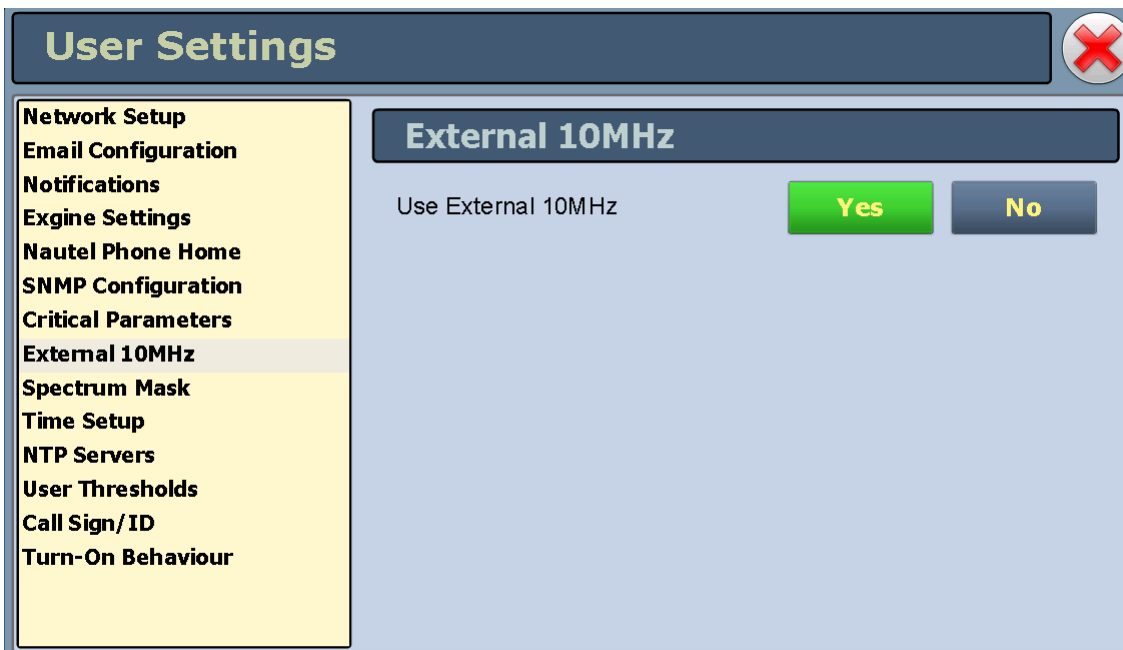 User Settings
Network Setup
Email Configuration
Notifications
Exgine Settings
Nautel Phone Home
SNMP Configuration
Critical Parameters
External 10MHz
Spectrum Mask
Time Setup
NTP Servers
User Thresholds
Call Sign/ID
Turn-On Behaviour
External 10MHz
Use External 10MHz Yes No